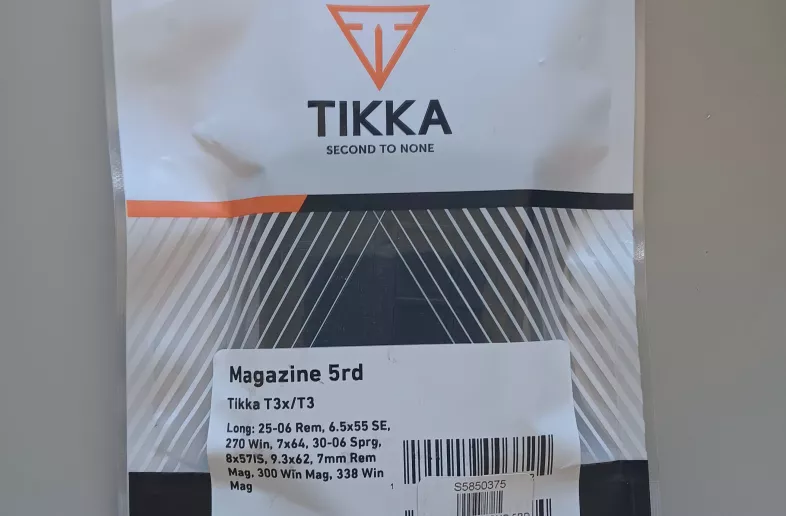 TIKKA
SECOND TO NONE
Magazine 5rd
Tikka T3x/T3
Long: 25-06 Rem, 6.5x55 SE,
270 Win, 7x64, 30-06 Sprg,
8x57IS, 9.3x62, 7mm Rem
Mag, 300 Win Mag, 338 Win
Mag
1
S5850375